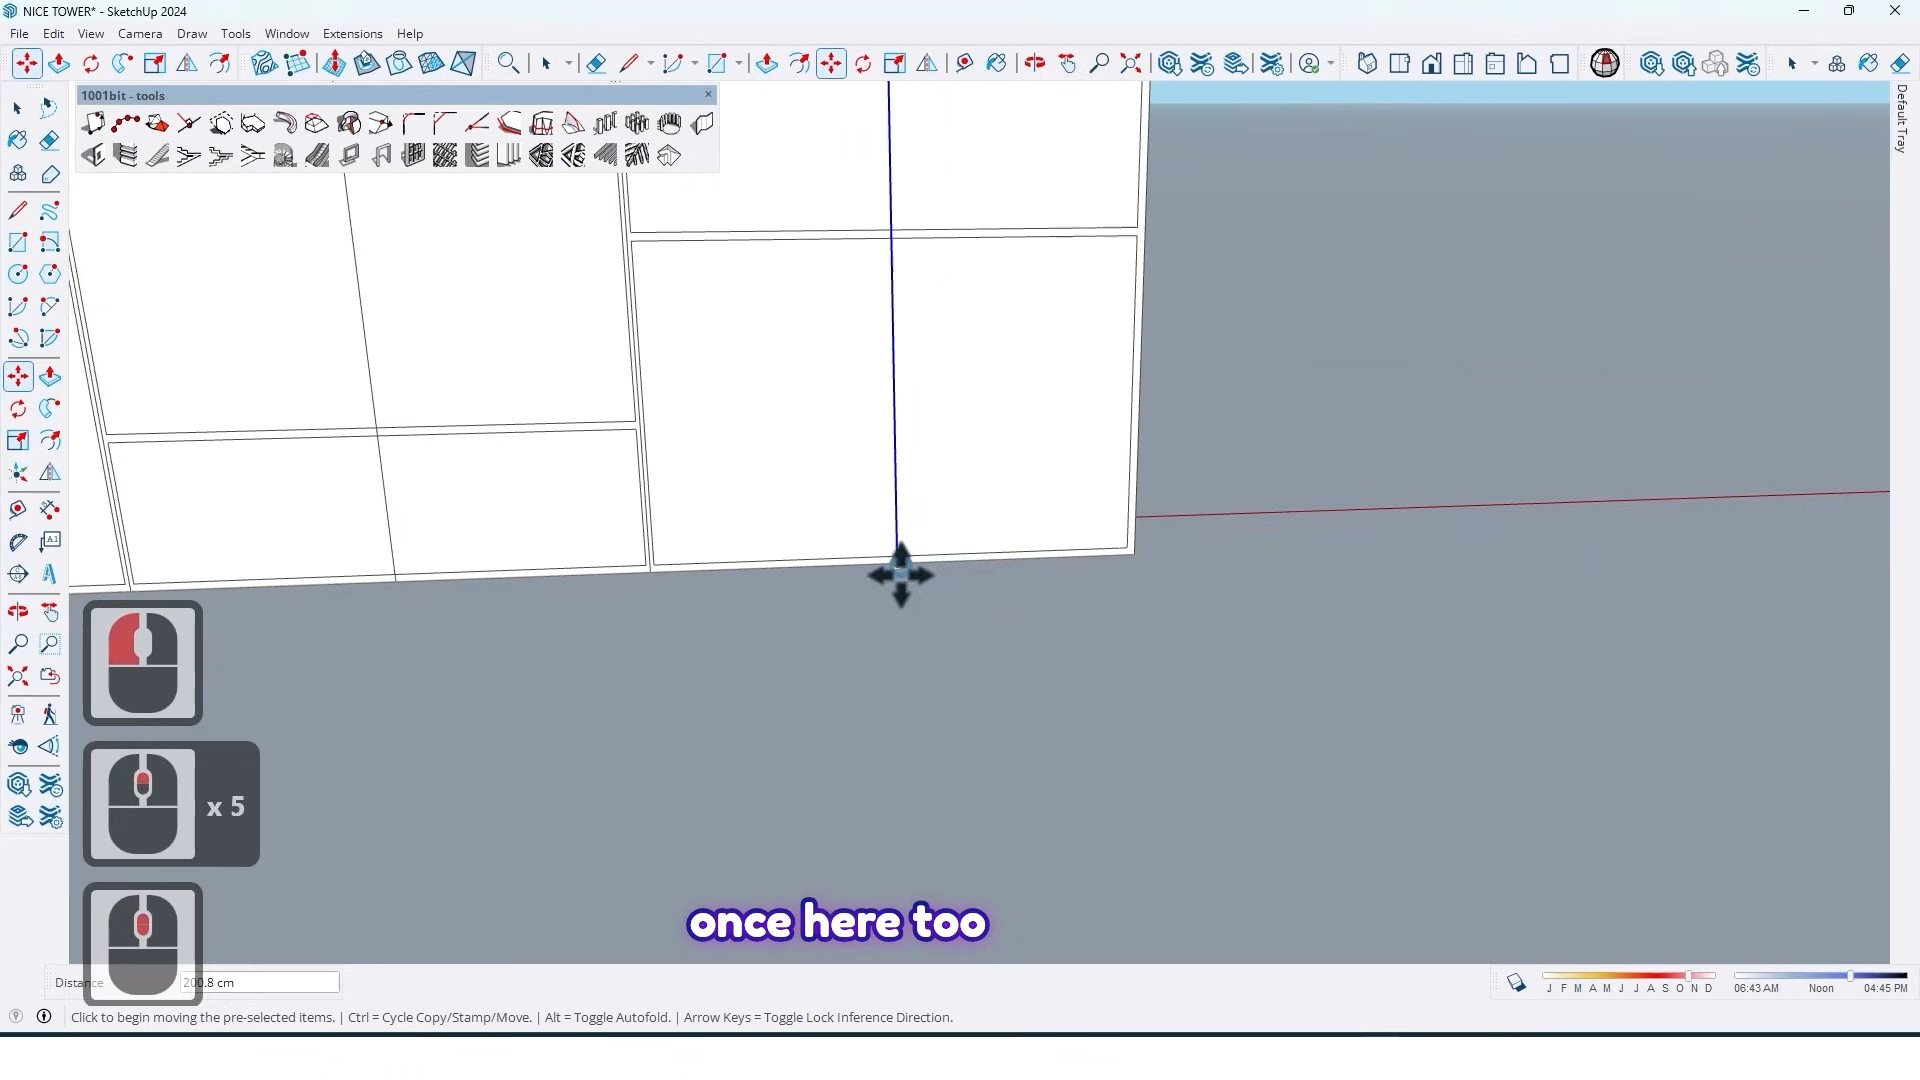 NICE TOWER* - SketchUp 2024
File Edit View Camera Draw Tools Window Extensions Help
1001bit - tools
Default Tray
A1
x 5
once here too
Distance 200.8 cm
J F M A M J J A S O N D 06:43 AM Noon 04:45 PM
Click to begin moving the pre-selected items. | Ctrl = Cycle Copy/Stamp/Move. | Alt = Toggle Autofold. | Arrow Keys = Toggle Lock Inference Direction.